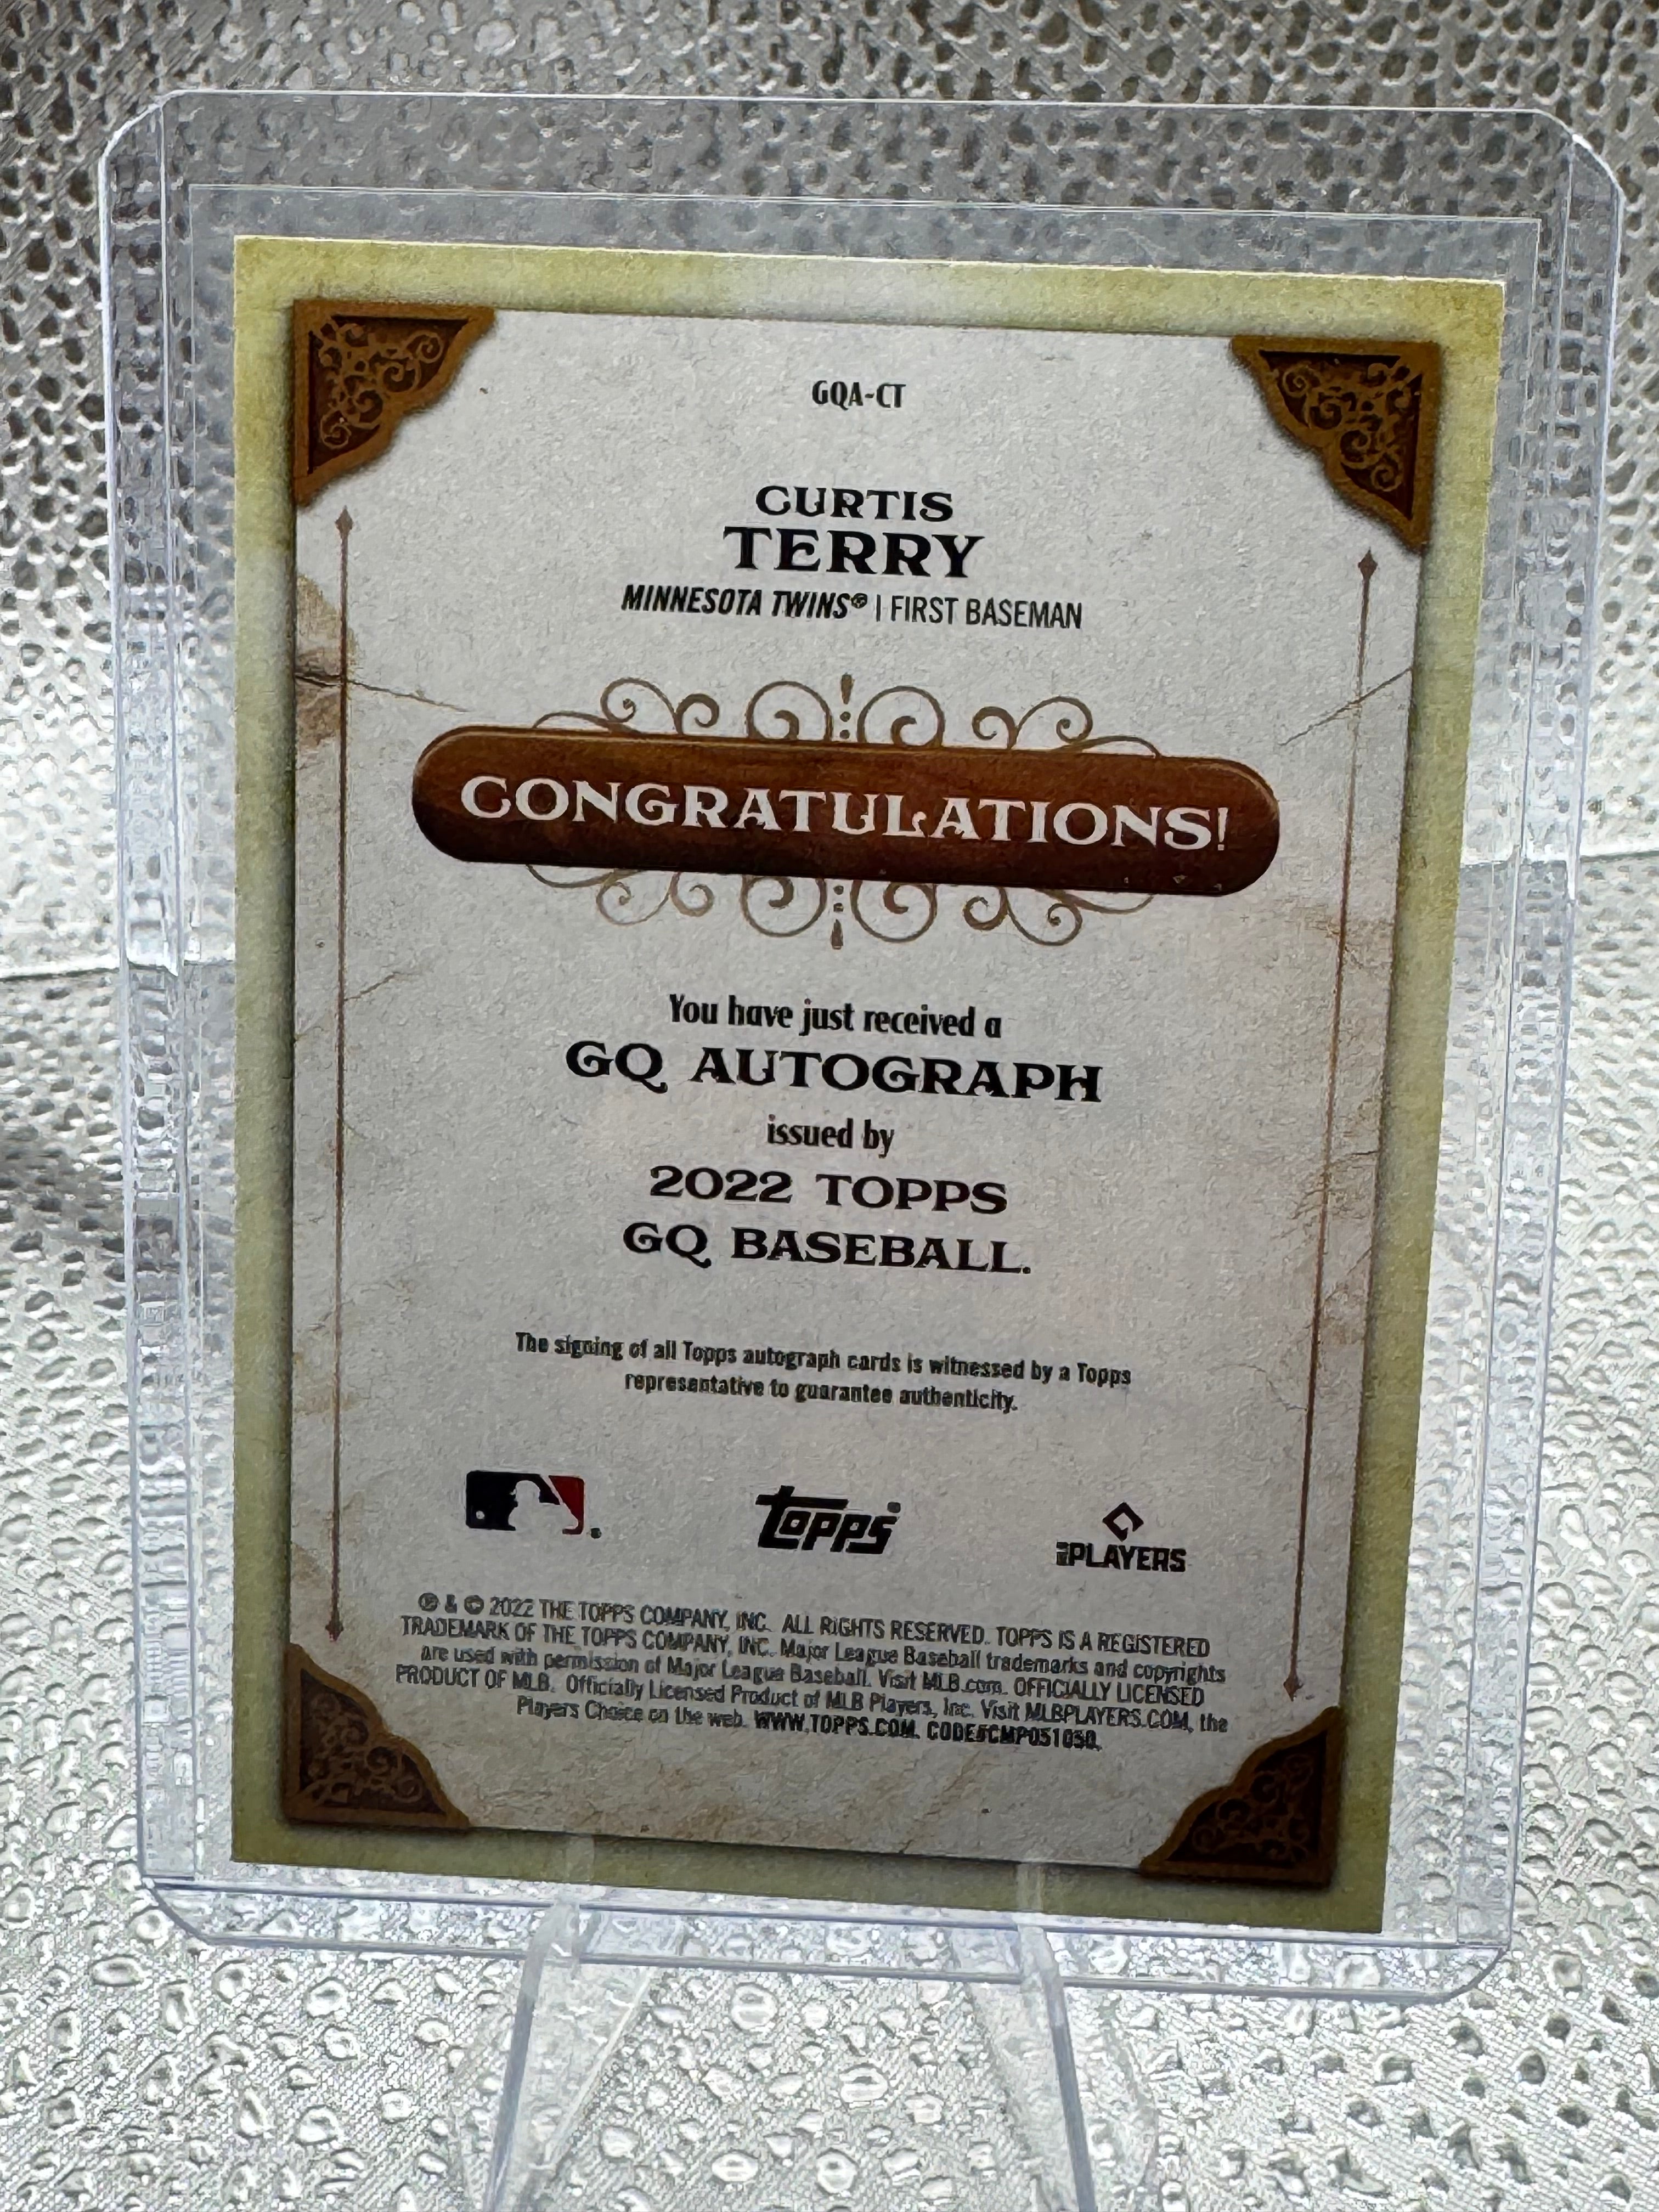 GQA-CT
CURTIS
TERRY
MINNESOTA TWINS® | FIRST BASEMAN
CONGRATULATIONS!
You have just received a
GQ AUTOGRAPH
issued by
2022 TOPPS
GQ BASEBALL.
The signing of all Topps autograph cards is witnessed by a Topps
representative to guarantee authenticity.
topps
PLAYERS
® & © 2022 THE TOPPS COMPANY, INC. ALL RIGHTS RESERVED. TOPPS IS A REGISTERED
TRADEMARK OF THE TOPPS COMPANY, INC. Major League Baseball trademarks and copyrights
are used with permission of Major League Baseball. Visit MLB.com. OFFICIALLY LICENSED
PRODUCT OF MLB. Officially Licensed Product of MLB Players, Inc. Visit MLBPLAYERS.COM, the
Players Choice on the web. WWW.TOPPS.COM. CODE#CMP051050.